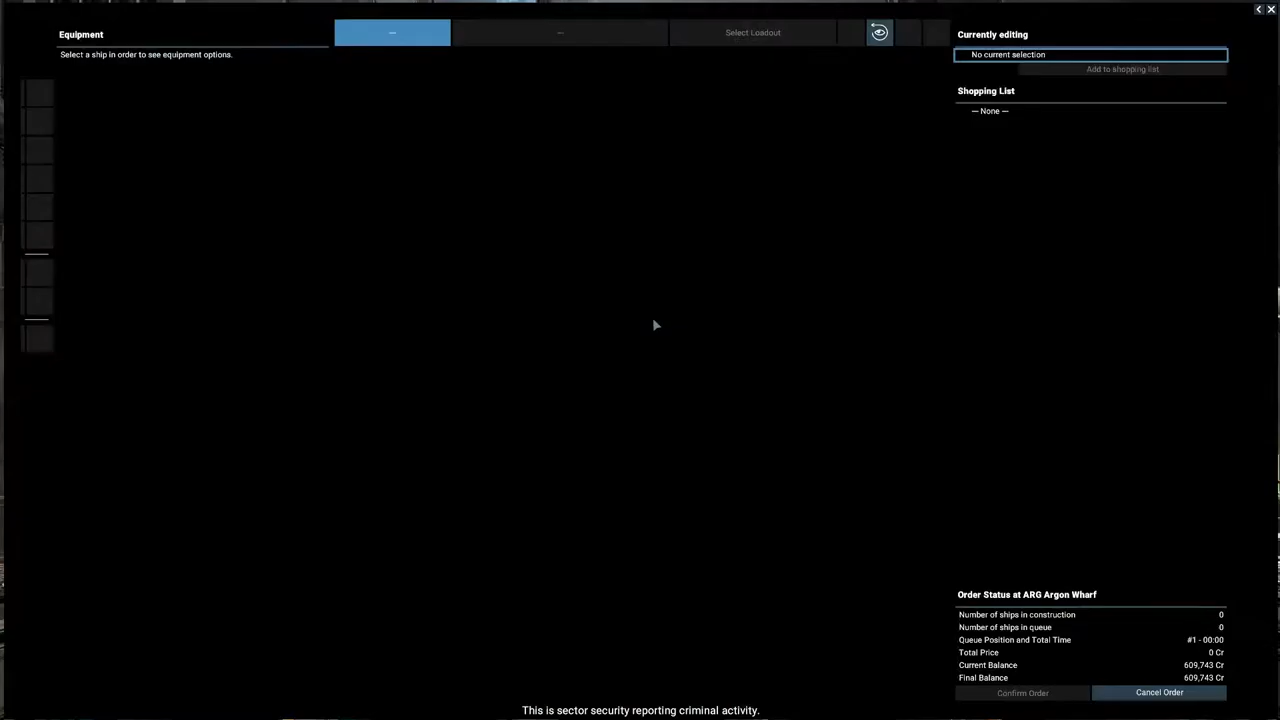 Equipment
Select a ship in order to see equipment options.
---
---
Select Loadout
Currently editing
No current selection
Add to shopping list
Shopping List
--- None ---
Order Status at ARG Argon Wharf
Number of ships in construction 0
Number of ships in queue 0
Queue Position and Total Time #1 - 00:00
Total Price 0 Cr
Current Balance 609,743 Cr
Final Balance 609,743 Cr
Confirm Order
Cancel Order
This is sector security reporting criminal activity.